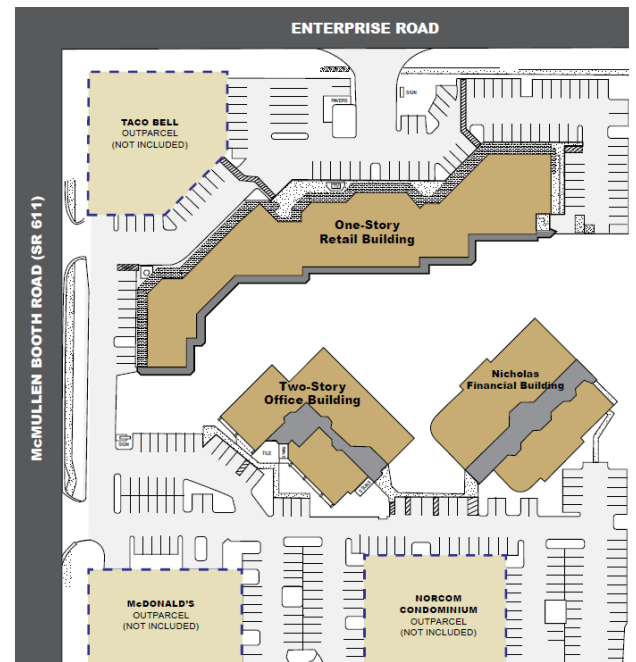 ENTERPRISE ROAD
TACO BELL
OUTPARCEL
(NOT INCLUDED)
PAVERS
SIGN
McMULLEN BOOTH ROAD (SR 611)
One-Story
Retail Building
Two-Story
Office Building
Nicholas
Financial Building
TILE
SIGN
McDONALD'S
OUTPARCEL
(NOT INCLUDED)
NORCOM
CONDOMINIUM
OUTPARCEL
(NOT INCLUDED)